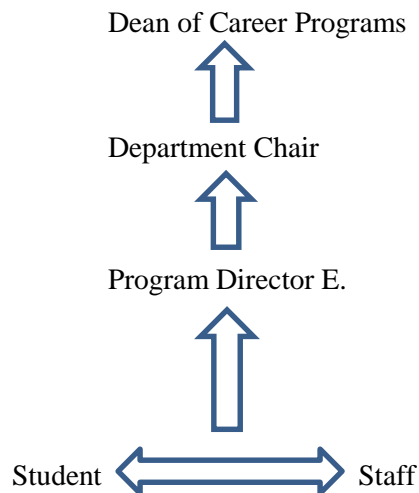 Dean of Career Programs
Department Chair
Program Director E.
Student Staff